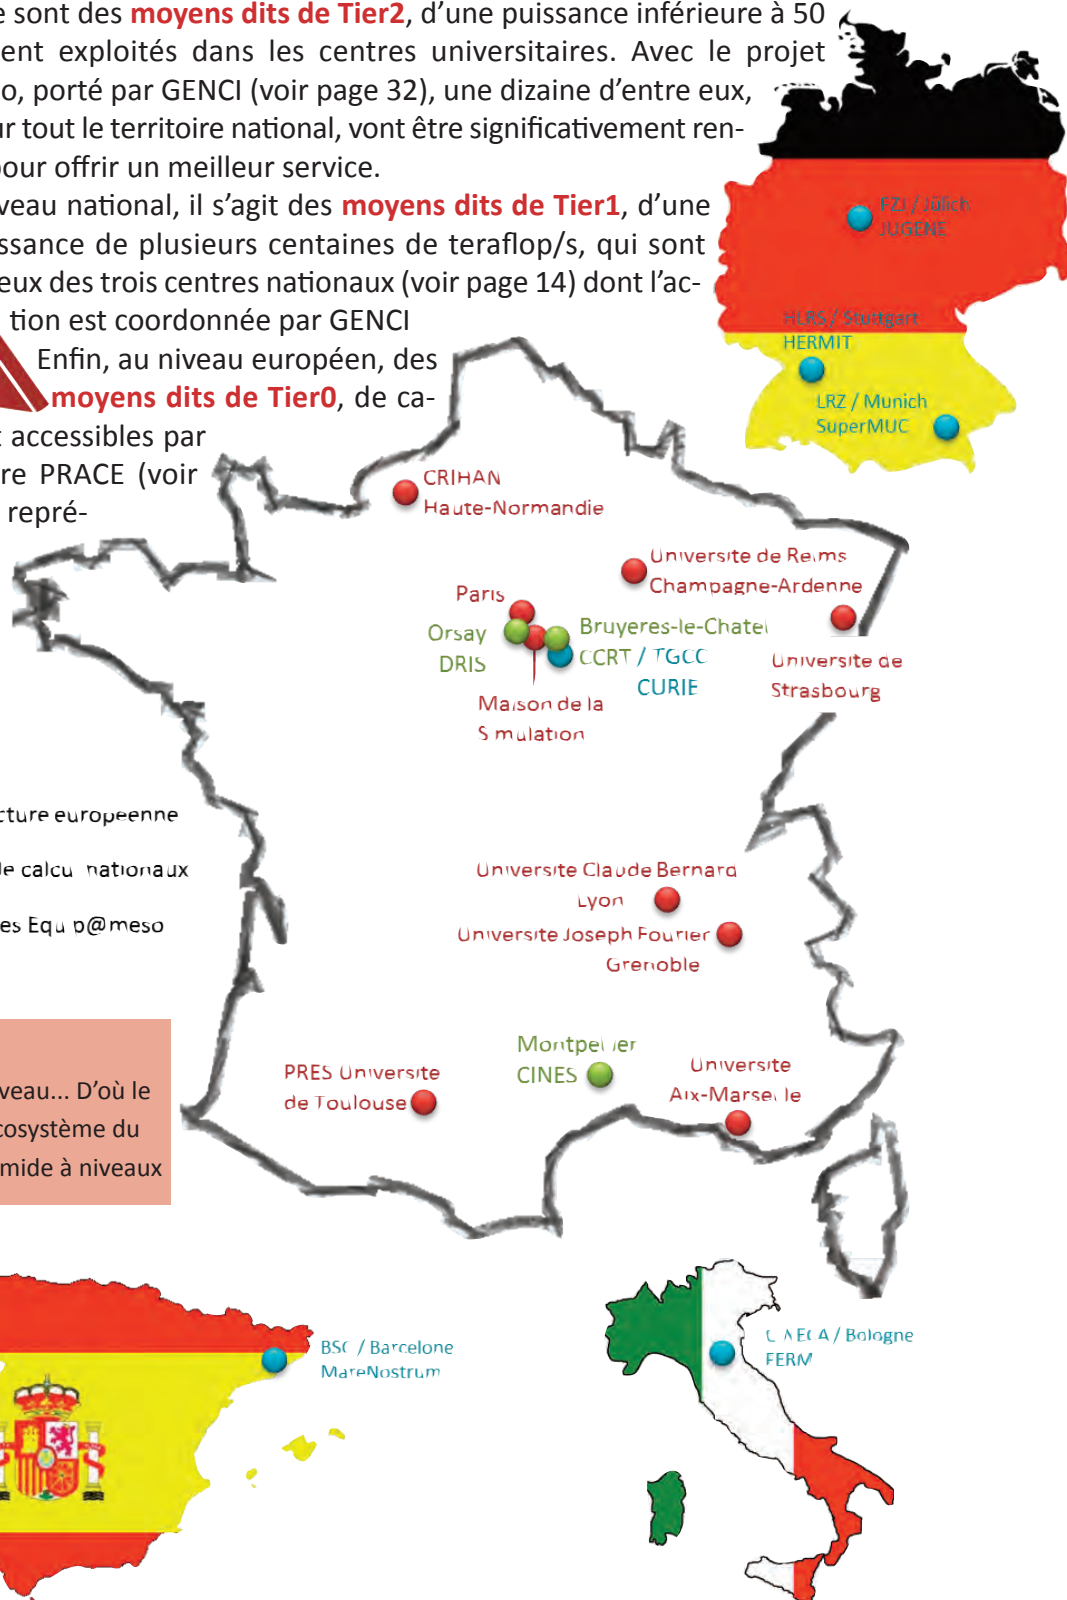 e sont des moyens dits de Tier2, d’une puissance inférieure à 50
ent exploités dans les centres universitaires. Avec le projet
o, porté par GENCI (voir page 32), une dizaine d’entre eux,
ur tout le territoire national, vont être significativement ren-
pour offrir un meilleur service.
veau national, il s’agit des moyens dits de Tier1, d’une
issance de plusieurs centaines de teraflop/s, qui sont
eux des trois centres nationaux (voir page 14) dont l’ac-
tion est coordonnée par GENCI
Enfin, au niveau européen, des
moyens dits de Tier0, de ca-
t accessibles par
re PRACE (voir
repré-
FZJ / Jülich
JUGENE
HLRS / Stuttgart
HERMIT
LRZ / Munich
SuperMUC
CRIHAN
Haute-Normandie
Universite de Reims
Champagne-Ardenne
Paris
Orsay
DRIS
Bruyeres-le-Chatel
CCRT / TGCC
CURIE
Maison de la
Simulation
Universite de
Strasbourg
cture europeenne
de calcul nationaux
es Equip@meso
Universite Claude Bernard
Lyon
Universite Joseph Fourier
Grenoble
Montpellier
CINES
PRES Universite
de Toulouse
Universite
Aix-Marseille
veau... D’où le
cosystème du
mide à niveaux
BSC / Barcelone
MareNostrum
CINECA / Bologne
FERMI